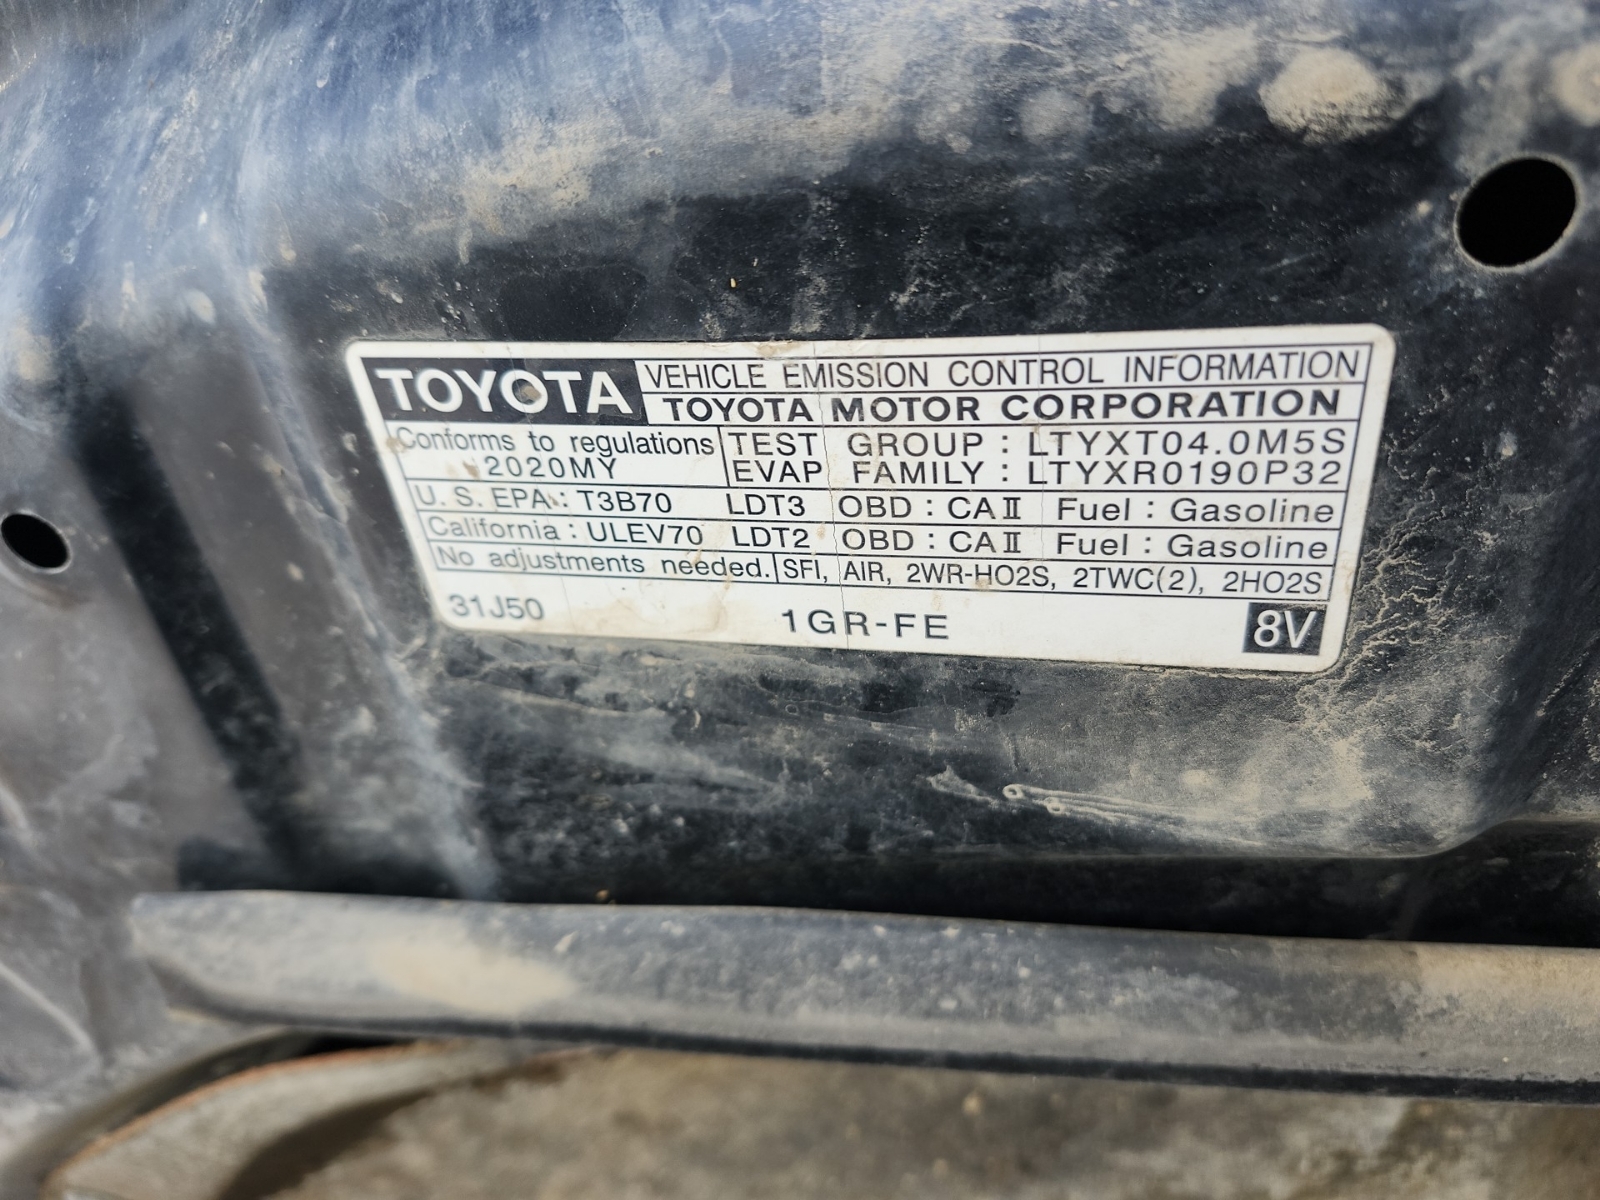 TOYOTA VEHICLE EMISSION CONTROL INFORMATION
TOYOTA MOTOR CORPORATION
Conforms to regulations
2020MY
TEST GROUP : LTYXT04.0M5S
EVAP FAMILY : LTYXR0190P32
U.S. EPA : T3B70 LDT3 OBD : CAⅡ Fuel : Gasoline
California : ULEV70 LDT2 OBD : CAⅡ Fuel : Gasoline
No adjustments needed. SFI, AIR, 2WR-HO2S, 2TWC(2), 2HO2S
31J50 1GR-FE 8V